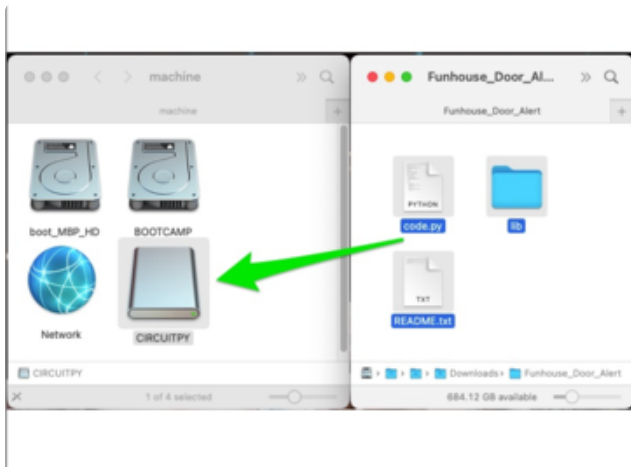 machine
machine
boot_MBP_HD
BOOTCAMP
Network
CIRCUITPY
CIRCUITPY
1 of 4 selected
Funhouse_Door_Al...
Funhouse_Door_Alert
PYTHON
code.py
lib
TXT
README.txt
Downloads › Funhouse_Door_Alert
684.12 GB available